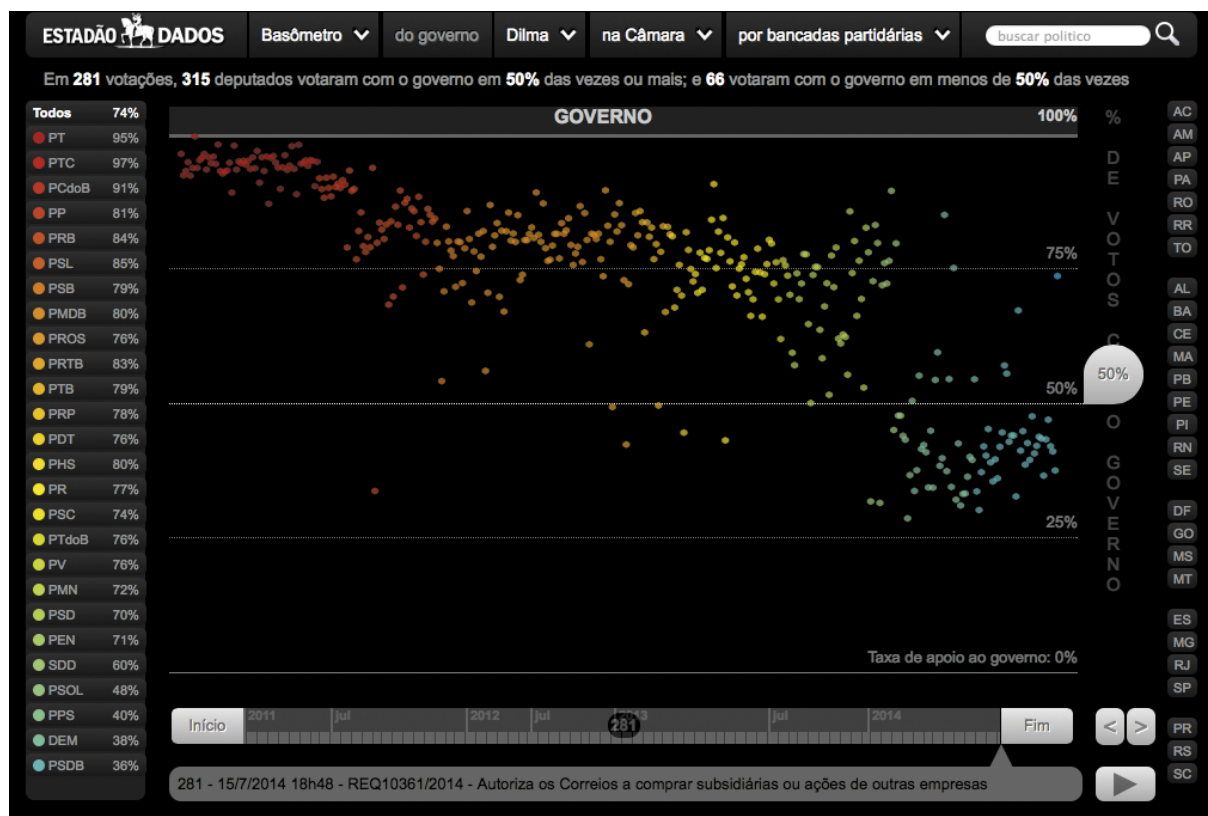 ESTADÃO DADOS Basômetro do governo Dilma na Câmara por bancadas partidárias buscar politico
Em 281 votações, 315 deputados votaram com o governo em 50% das vezes ou mais; e 66 votaram com o governo em menos de 50% das vezes
Todos 74%
PT 95%
PTC 97%
PCdoB 91%
PP 81%
PRB 84%
PSL 85%
PSB 79%
PMDB 80%
PROS 76%
PRTB 83%
PTB 79%
PRP 78%
PDT 76%
PHS 80%
PR 77%
PSC 74%
PTdoB 76%
PV 76%
PMN 72%
PSD 70%
PEN 71%
SDD 60%
PSOL 48%
PPS 40%
DEM 38%
PSDB 36%
GOVERNO 100%
75%
50%
25%
Taxa de apoio ao governo: 0%
% DE VOTOS C O GOVERNO
50%
AC
AM
AP
PA
RO
RR
TO
AL
BA
CE
MA
PB
PE
PI
RN
SE
DF
GO
MS
MT
ES
MG
RJ
SP
PR
RS
SC
Início 2011 jul 2012 jul 281 jul 2014 Fim < >
281 - 15/7/2014 18h48 - REQ10361/2014 - Autoriza os Correios a comprar subsidiárias ou ações de outras empresas